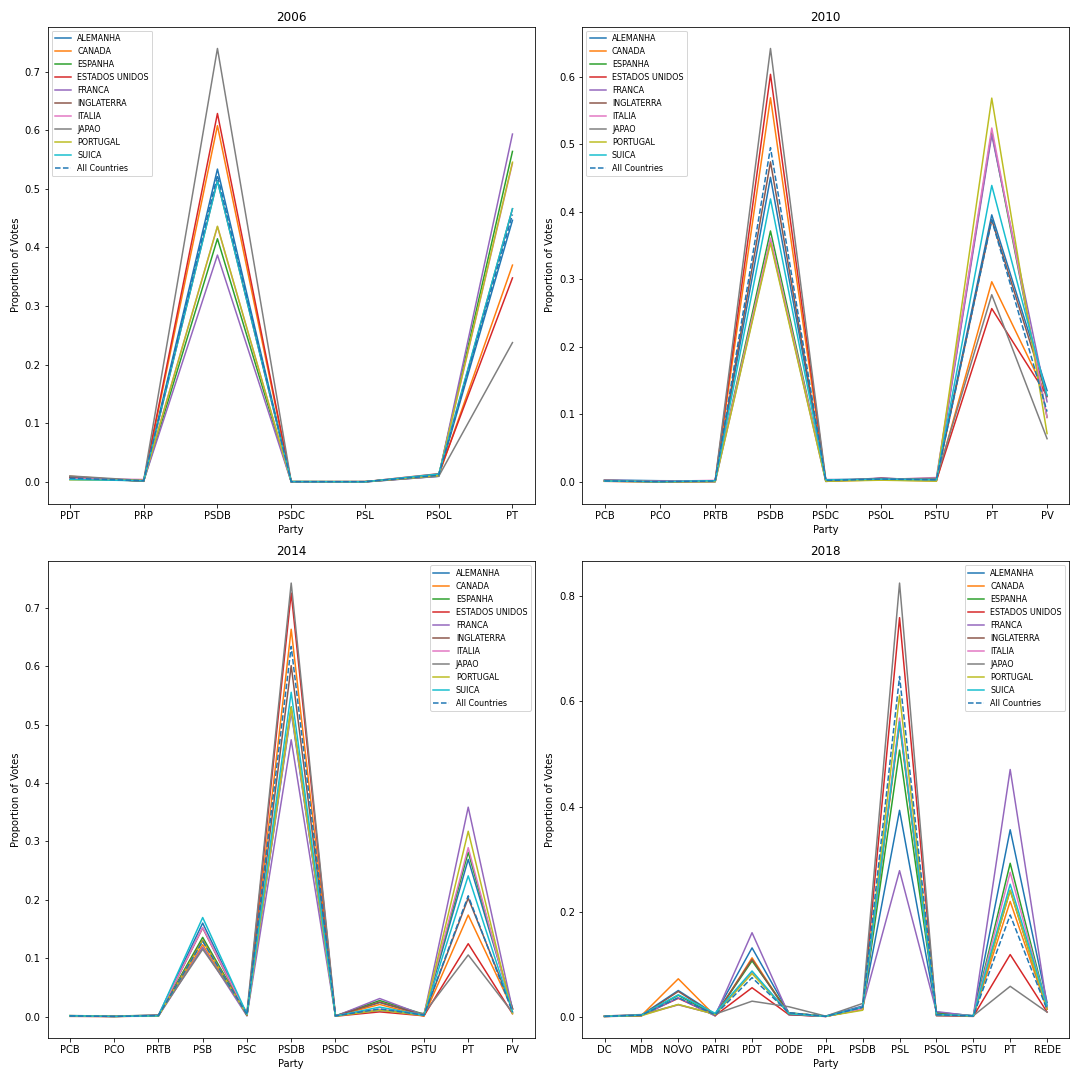 2006
0.7
0.6
0.5
0.4
0.3
0.2
0.1
0.0
Proportion of Votes
ALEMANHA
CANADA
ESPANHA
ESTADOS UNIDOS
FRANCA
INGLATERRA
ITALIA
JAPAO
PORTUGAL
SUICA
All Countries
PDT PRP PSDB PSDC PSL PSOL PT
Party
2010
0.6
0.5
0.4
0.3
0.2
0.1
0.0
Proportion of Votes
ALEMANHA
CANADA
ESPANHA
ESTADOS UNIDOS
FRANCA
INGLATERRA
ITALIA
JAPAO
PORTUGAL
SUICA
All Countries
PCB PCO PRTB PSDB PSDC PSOL PSTU PT PV
Party
2014
0.7
0.6
0.5
0.4
0.3
0.2
0.1
0.0
Proportion of Votes
ALEMANHA
CANADA
ESPANHA
ESTADOS UNIDOS
FRANCA
INGLATERRA
ITALIA
JAPAO
PORTUGAL
SUICA
All Countries
PCB PCO PRTB PSB PSC PSDB PSDC PSOL PSTU PT PV
Party
2018
0.8
0.6
0.4
0.2
0.0
Proportion of Votes
ALEMANHA
CANADA
ESPANHA
ESTADOS UNIDOS
FRANCA
INGLATERRA
ITALIA
JAPAO
PORTUGAL
SUICA
All Countries
DC MDB NOVO PATRI PDT PODE PPL PSDB PSL PSOL PSTU PT REDE
Party